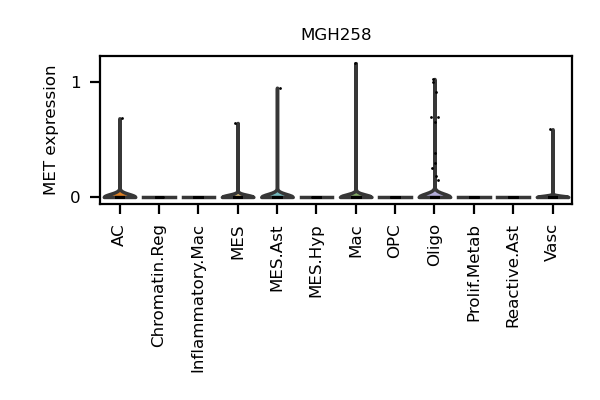 MGH258
MET expression
1
0
AC
Chromatin.Reg
Inflammatory.Mac
MES
MES.Ast
MES.Hyp
Mac
OPC
Oligo
Prolif.Metab
Reactive.Ast
Vasc